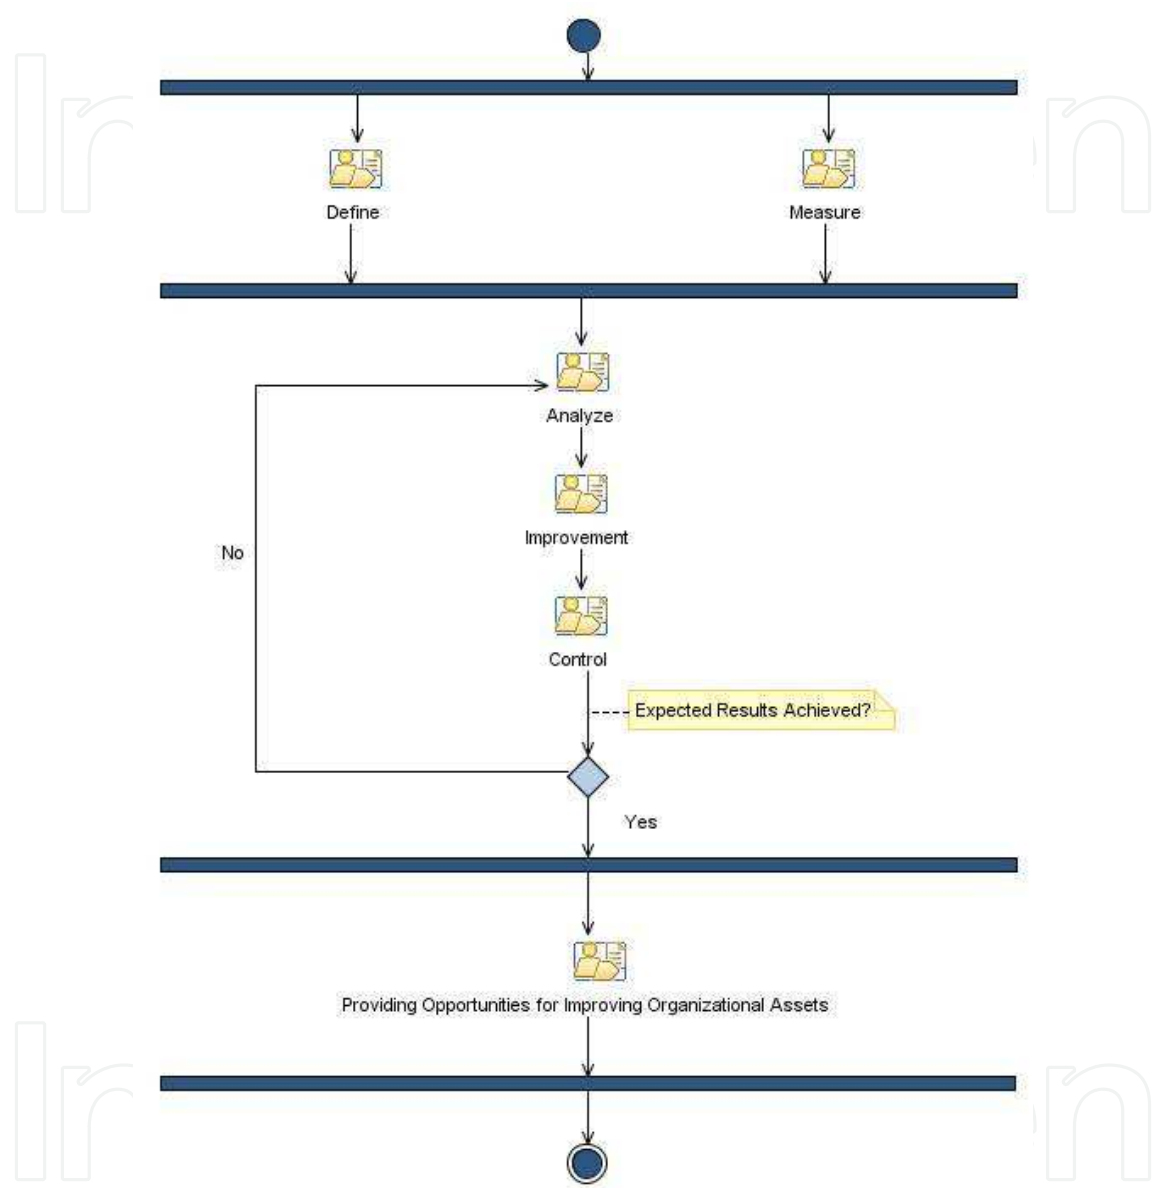 Define
Measure
Analyze
Improvement
No
Control
Expected Results Achieved?
Yes
Providing Opportunities for Improving Organizational Assets